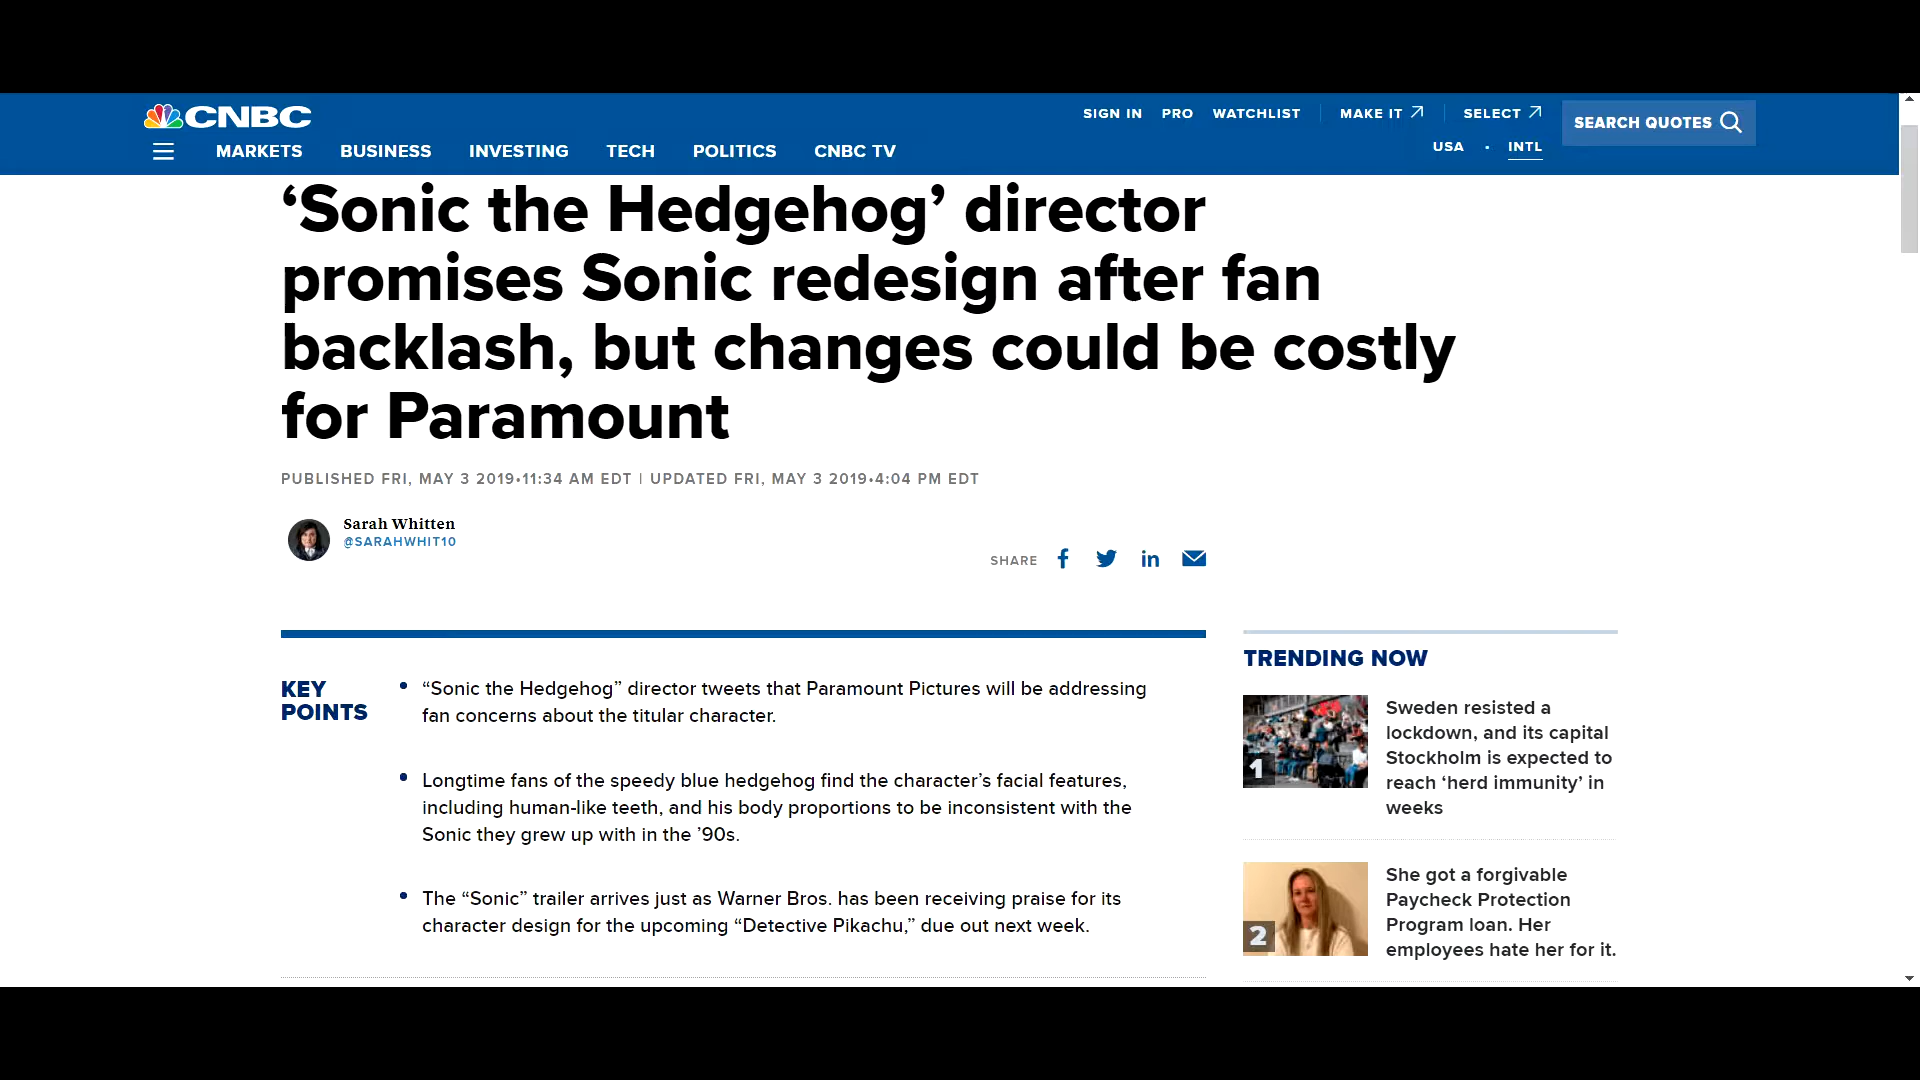 CNBC
SIGN IN PRO WATCHLIST MAKE IT SELECT SEARCH QUOTES
USA • INTL
MARKETS BUSINESS INVESTING TECH POLITICS CNBC TV
‘Sonic the Hedgehog’ director
promises Sonic redesign after fan
backlash, but changes could be costly
for Paramount
PUBLISHED FRI, MAY 3 2019•11:34 AM EDT | UPDATED FRI, MAY 3 2019•4:04 PM EDT
Sarah Whitten
@SARAHWHIT10
SHARE
KEY
POINTS
• “Sonic the Hedgehog” director tweets that Paramount Pictures will be addressing
fan concerns about the titular character.
• Longtime fans of the speedy blue hedgehog find the character’s facial features,
including human-like teeth, and his body proportions to be inconsistent with the
Sonic they grew up with in the ’90s.
• The “Sonic” trailer arrives just as Warner Bros. has been receiving praise for its
character design for the upcoming “Detective Pikachu,” due out next week.
TRENDING NOW
1
Sweden resisted a
lockdown, and its capital
Stockholm is expected to
reach ‘herd immunity’ in
weeks
2
She got a forgivable
Paycheck Protection
Program loan. Her
employees hate her for it.